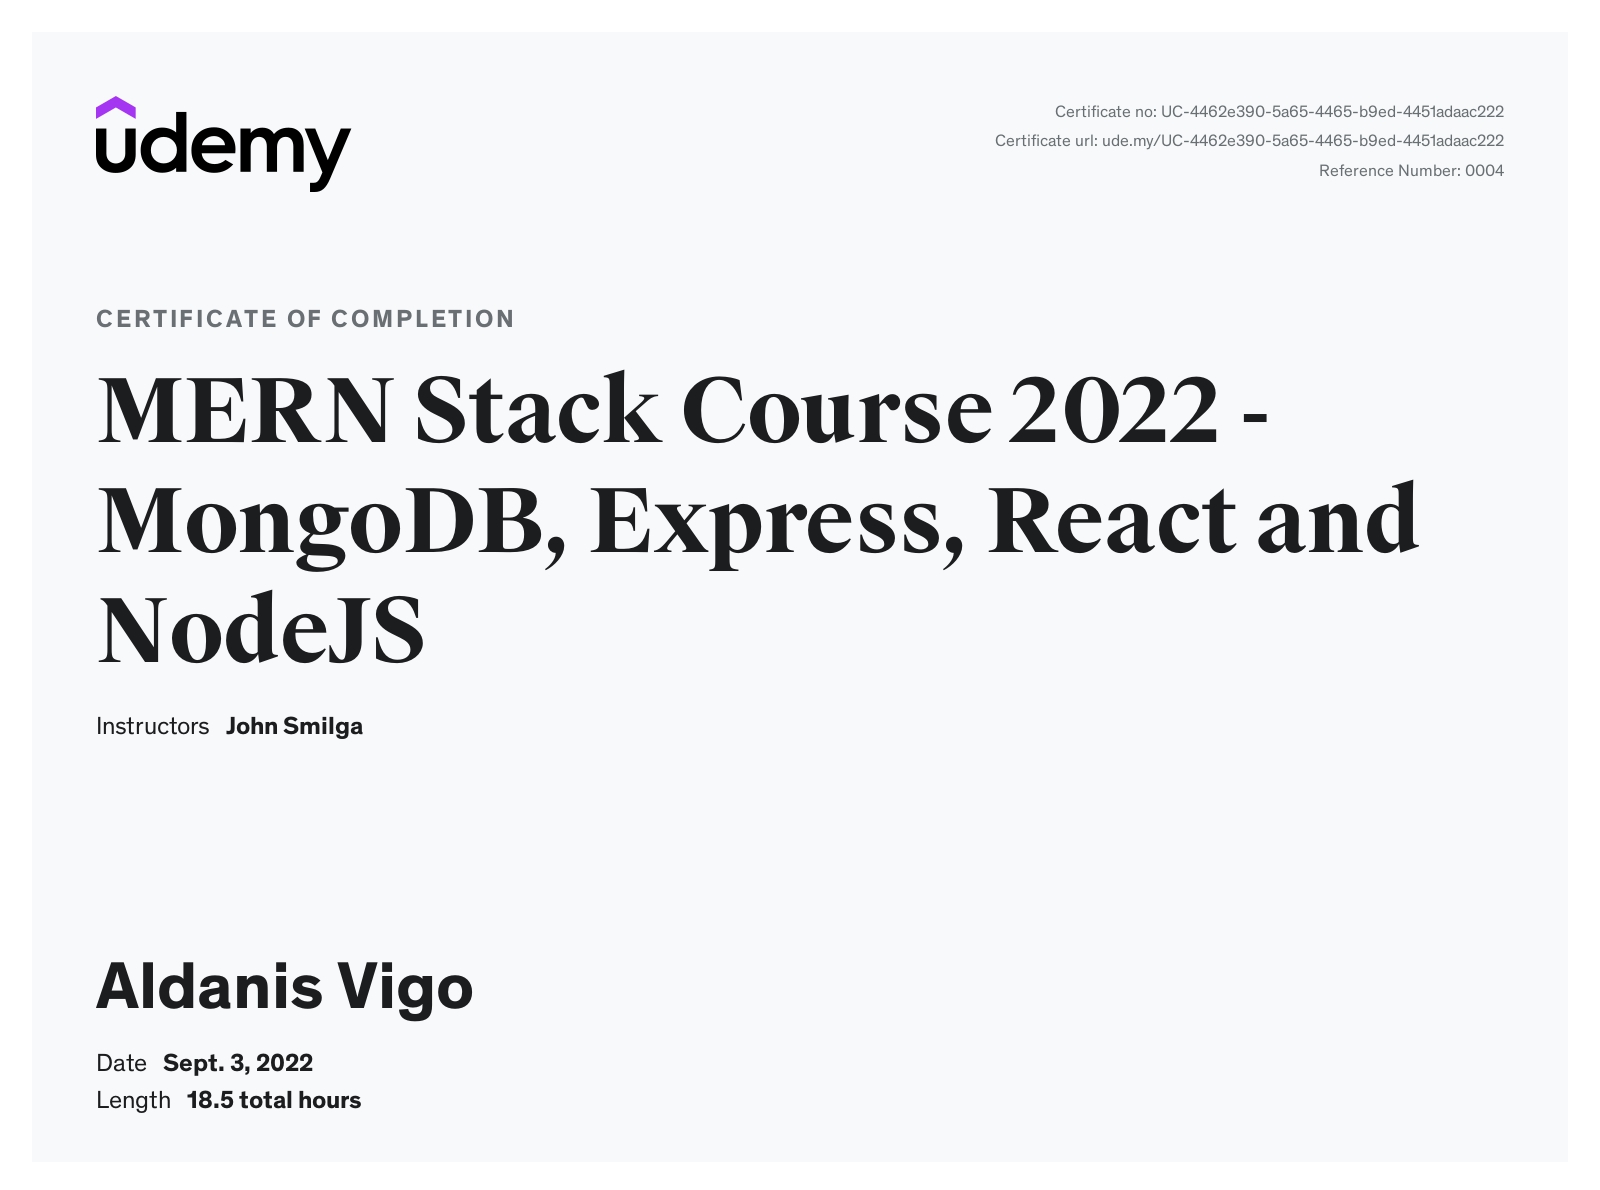 udemy
Certificate no: UC-4462e390-5a65-4465-b9ed-4451adaac222
Certificate url: ude.my/UC-4462e390-5a65-4465-b9ed-4451adaac222
Reference Number: 0004
CERTIFICATE OF COMPLETION
MERN Stack Course 2022 -
MongoDB, Express, React and
NodeJS
Instructors John Smilga
Aldanis Vigo
Date Sept. 3, 2022
Length 18.5 total hours